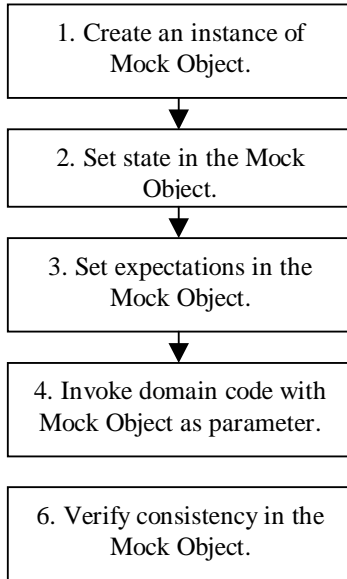 1. Create an instance of
Mock Object.
2. Set state in the Mock
Object.
3. Set expectations in the
Mock Object.
4. Invoke domain code with
Mock Object as parameter.
6. Verify consistency in the
Mock Object.